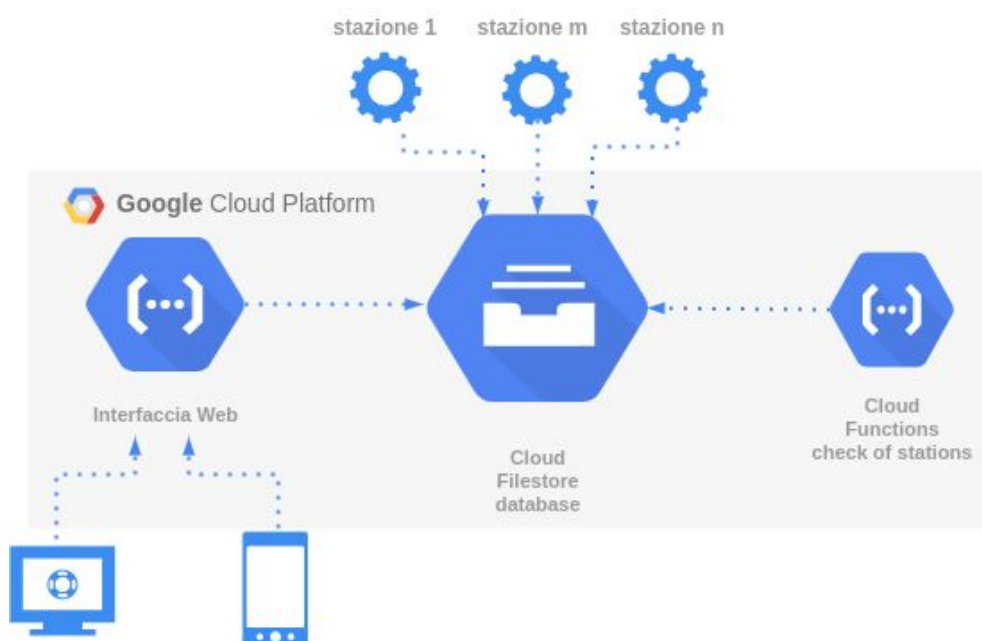 stazione 1
stazione m
stazione n
Google Cloud Platform
Interfaccia Web
Cloud
Filestore
database
Cloud
Functions
check of stations